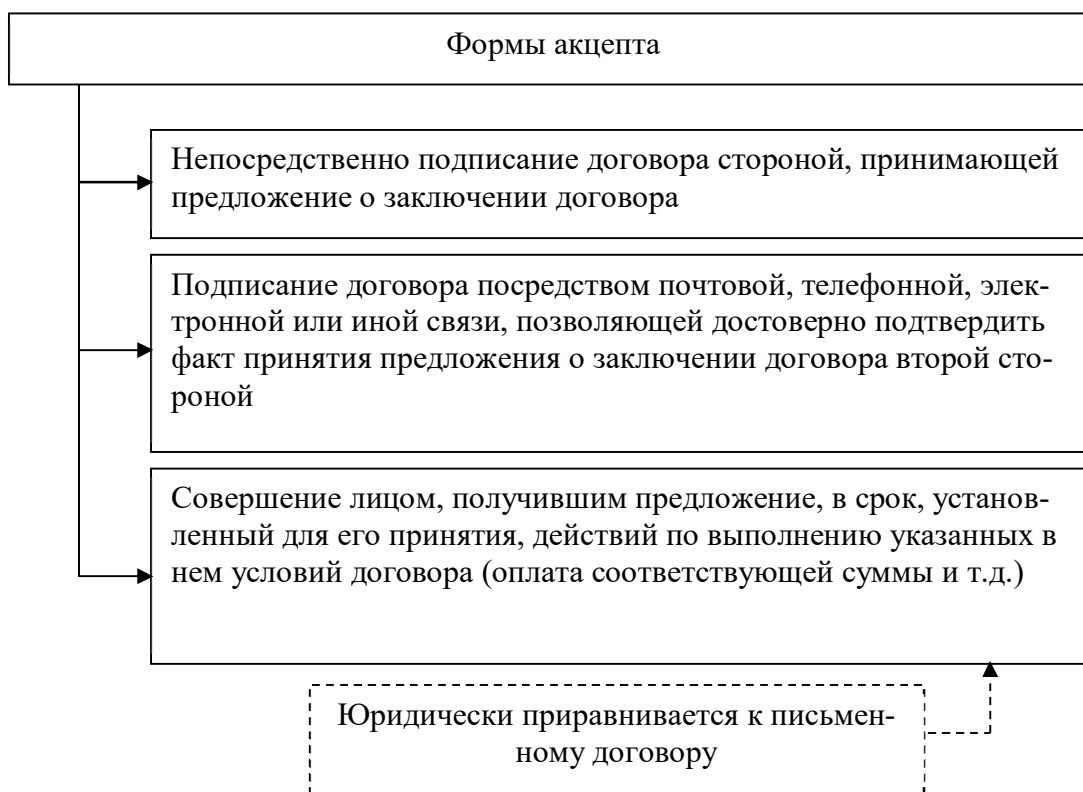 Формы акцепта
Непосредственно подписание договора стороной, принимающей
предложение о заключении договора
Подписание договора посредством почтовой, телефонной, элек-
тронной или иной связи, позволяющей достоверно подтвердить
факт принятия предложения о заключении договора второй сто-
роной
Совершение лицом, получившим предложение, в срок, установ-
ленный для его принятия, действий по выполнению указанных в
нем условий договора (оплата соответствующей суммы и т.д.)
Юридически приравнивается к письмен-
ному договору